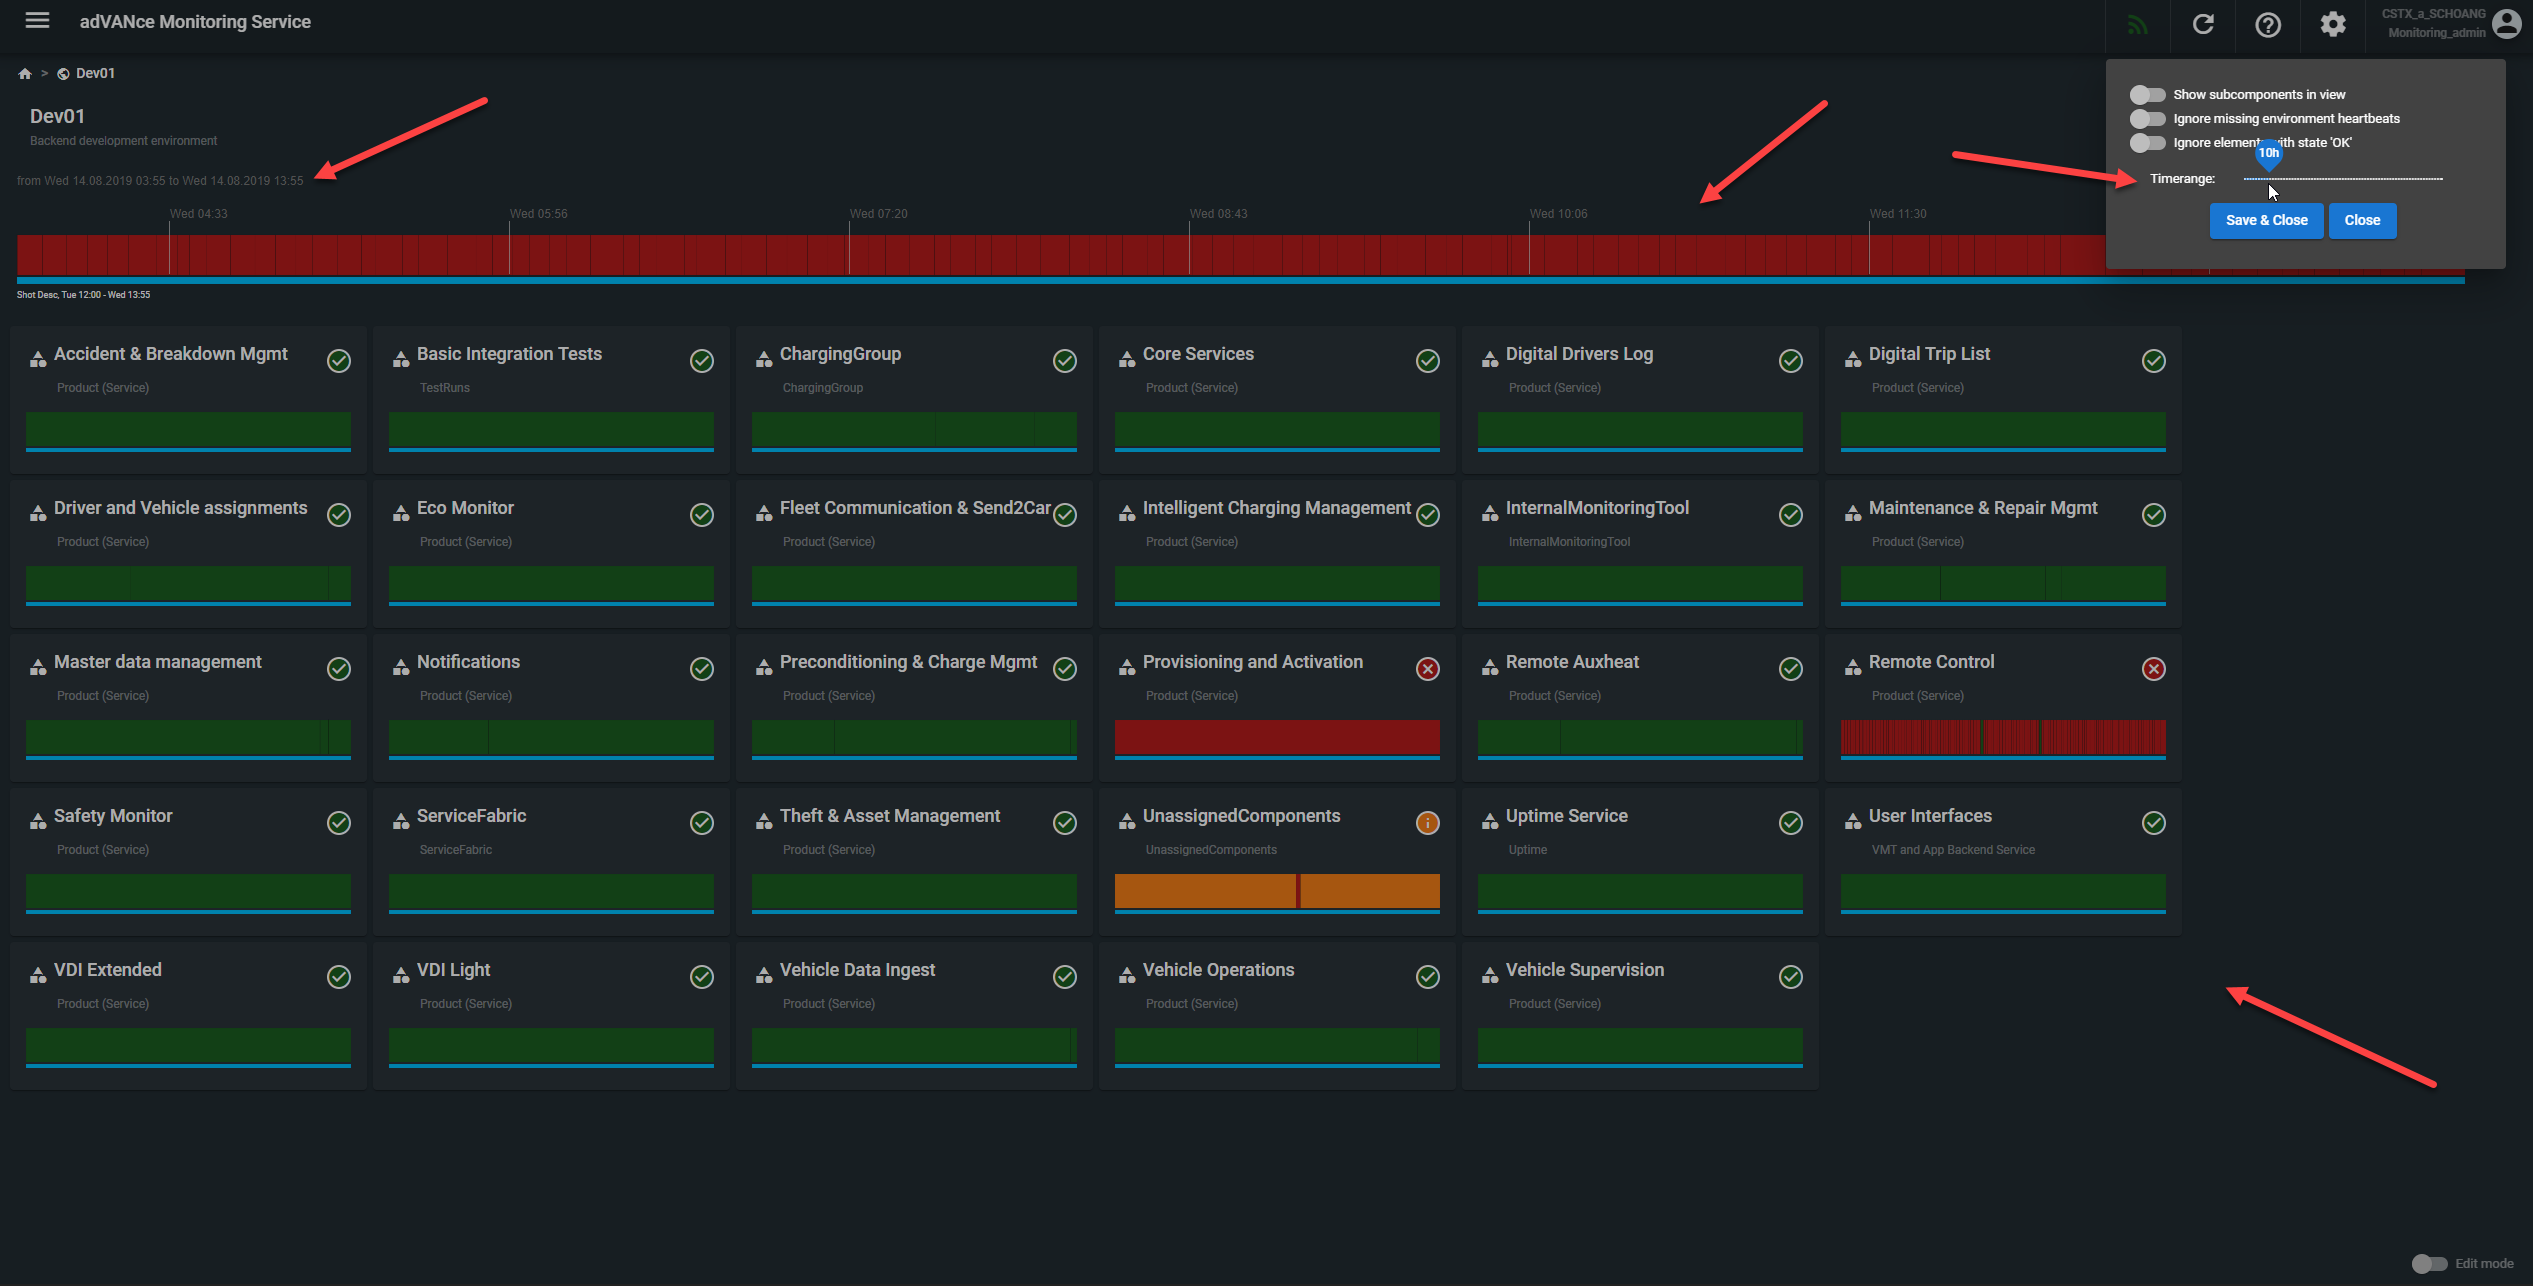 adVANce Monitoring Service
CSTX_a_SCHOANG
Monitoring_admin
> Dev01
Dev01
Backend development environment
from Wed 14.08.2019 03:55 to Wed 14.08.2019 13:55
Show subcomponents in view
Ignore missing environment heartbeats
Ignore element with state 'OK'
10h
Timerange:
Save & Close Close
Wed 04:33 Wed 05:56 Wed 07:20 Wed 08:43 Wed 10:06 Wed 11:30
Shot Desc, Tue 12:00 - Wed 13:55
Accident & Breakdown Mgmt Basic Integration Tests ChargingGroup Core Services Digital Drivers Log Digital Trip List
Product (Service) TestRuns ChargingGroup Product (Service) Product (Service) Product (Service)
Driver and Vehicle assignments Eco Monitor Fleet Communication & Send2Car Intelligent Charging Management InternalMonitoringTool Maintenance & Repair Mgmt
Product (Service) Product (Service) Product (Service) Product (Service) InternalMonitoringTool Product (Service)
Master data management Notifications Preconditioning & Charge Mgmt Provisioning and Activation Remote Auxheat Remote Control
Product (Service) Product (Service) Product (Service) Product (Service) Product (Service) Product (Service)
Safety Monitor ServiceFabric Theft & Asset Management UnassignedComponents Uptime Service User Interfaces
Product (Service) ServiceFabric Product (Service) UnassignedComponents Uptime VMT and App Backend Service
VDI Extended VDI Light Vehicle Data Ingest Vehicle Operations Vehicle Supervision
Product (Service) Product (Service) Product (Service) Product (Service) Product (Service)
Edit mode